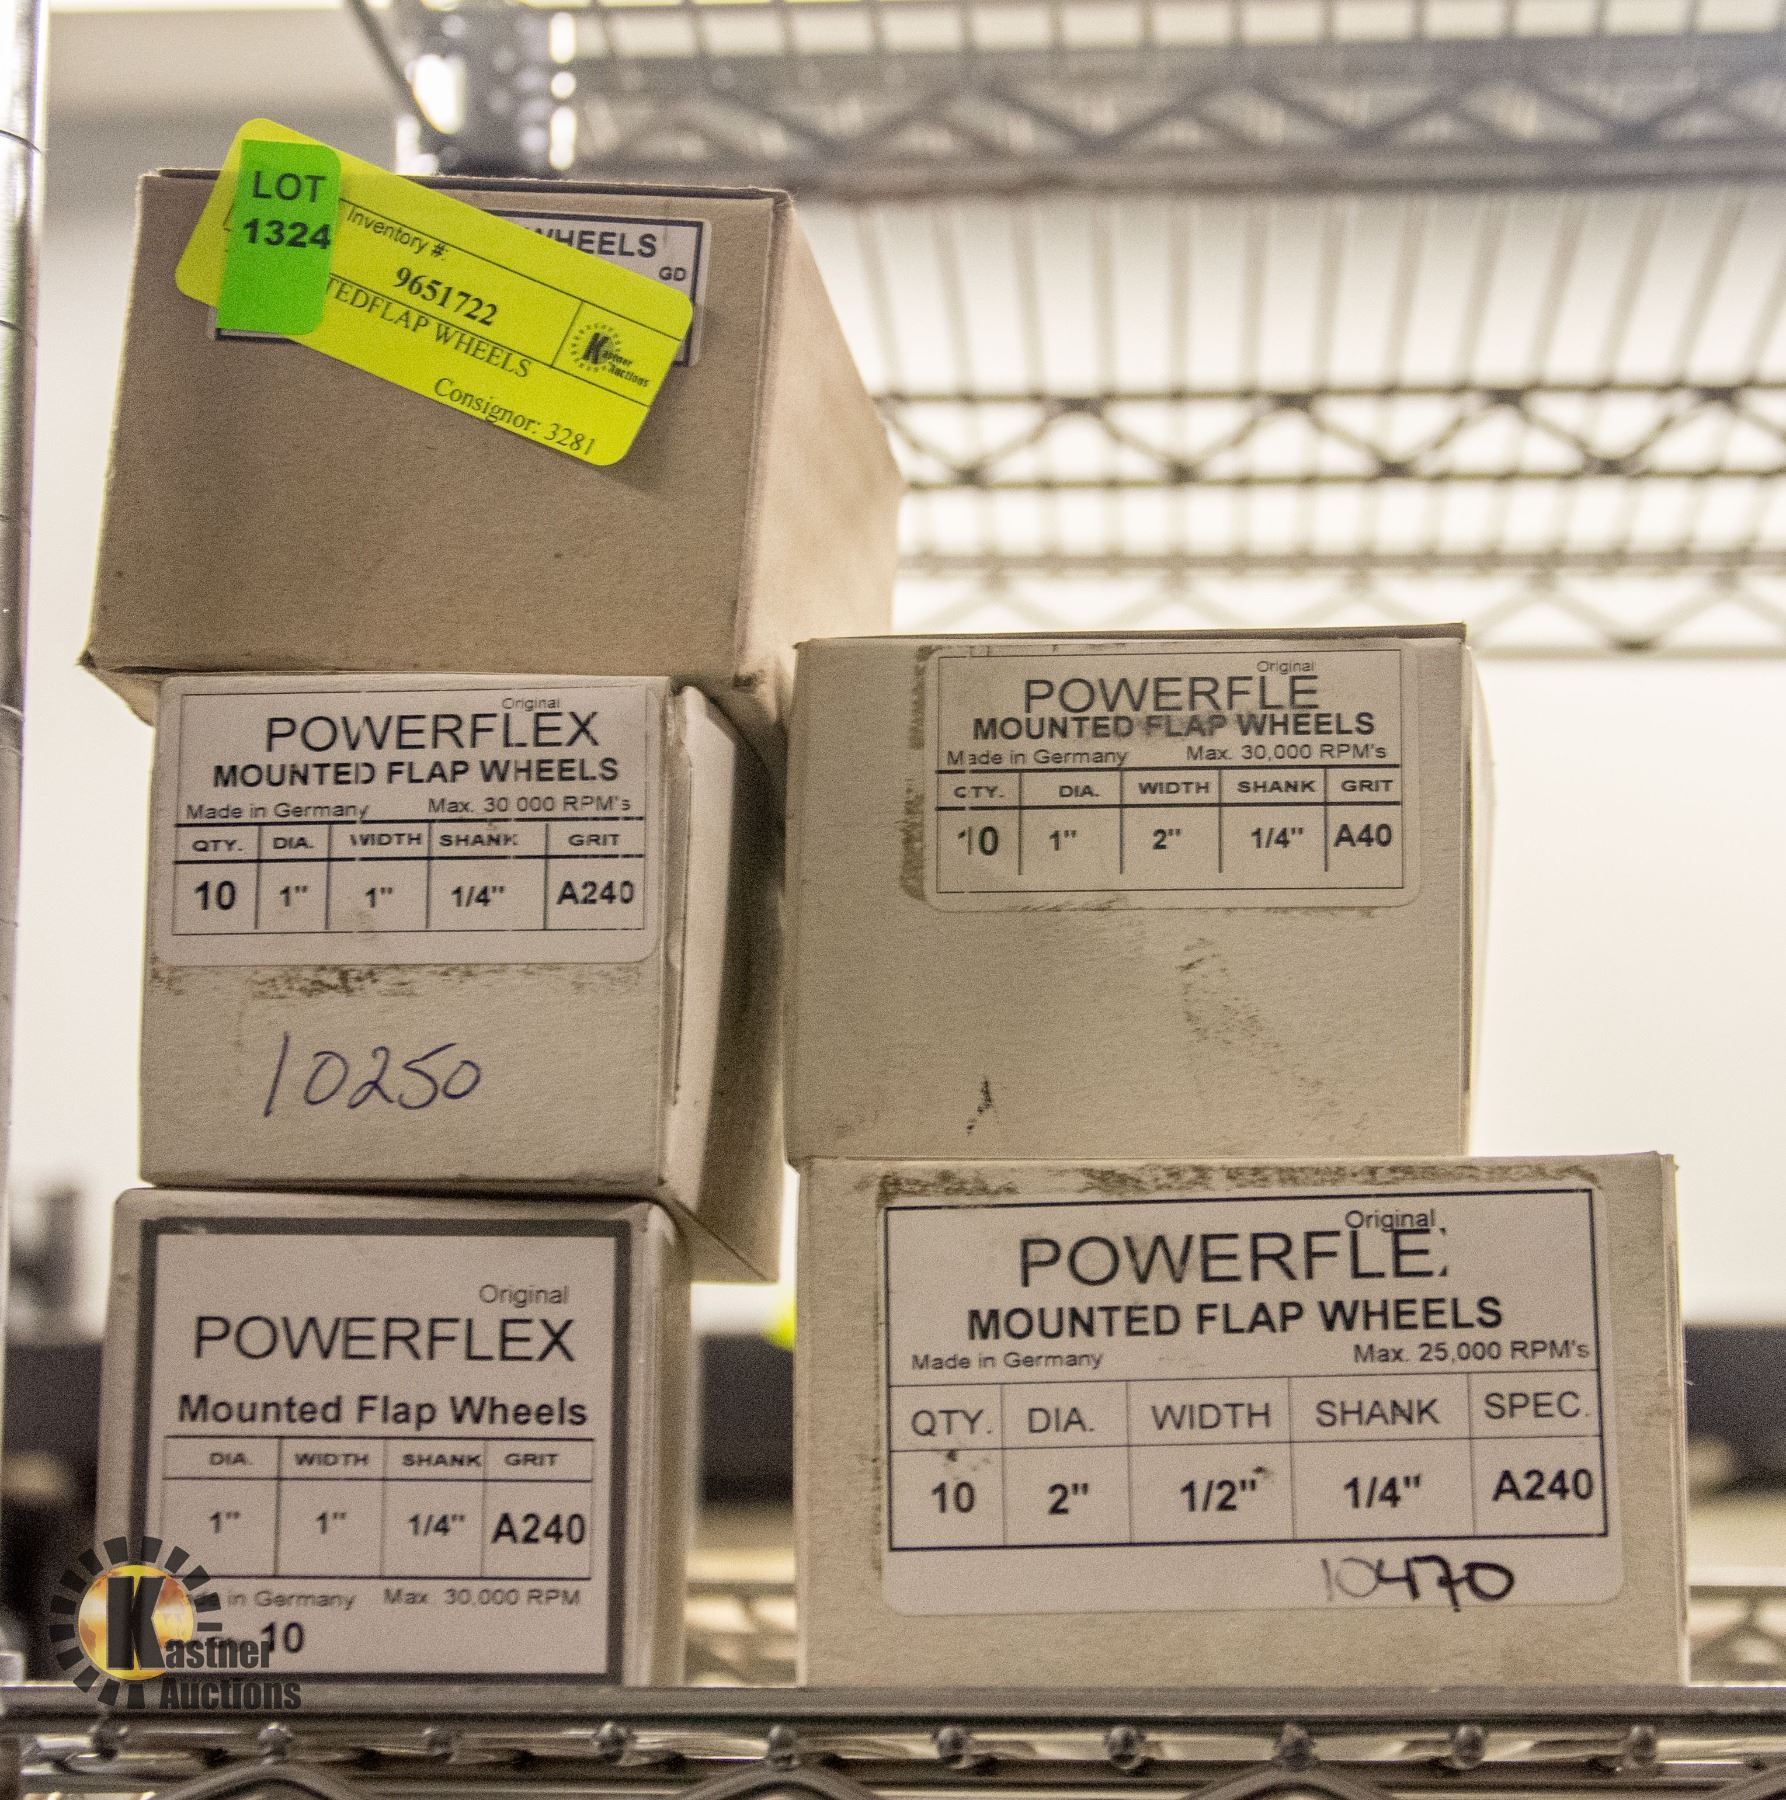 LOT
1324
Inventory #:
9651722
TEDFLAP WHEELS
Consignor: 3281
Kastner
Auctions
WHEELS
GD
Original
POWERFLEX
MOUNTED FLAP WHEELS
Made in Germany Max. 30 000 RPM's
QTY. DIA. WIDTH SHANK GRIT
10 1" 1" 1/4" A240
10250
Original
POWERFLEX
Mounted Flap Wheels
DIA. WIDTH SHANK GRIT
1" 1" 1/4" A240
in Germany Max. 30,000 RPM
10
Original
POWERFLE
MOUNTED FLAP WHEELS
Made in Germany Max. 30,000 RPM's
QTY. DIA. WIDTH SHANK GRIT
10 1" 2" 1/4" A40
Original
POWERFLEX
MOUNTED FLAP WHEELS
Made in Germany Max. 25,000 RPM's
QTY. DIA. WIDTH SHANK SPEC.
10 2" 1/2" 1/4" A240
10470
Kastner
Auctions